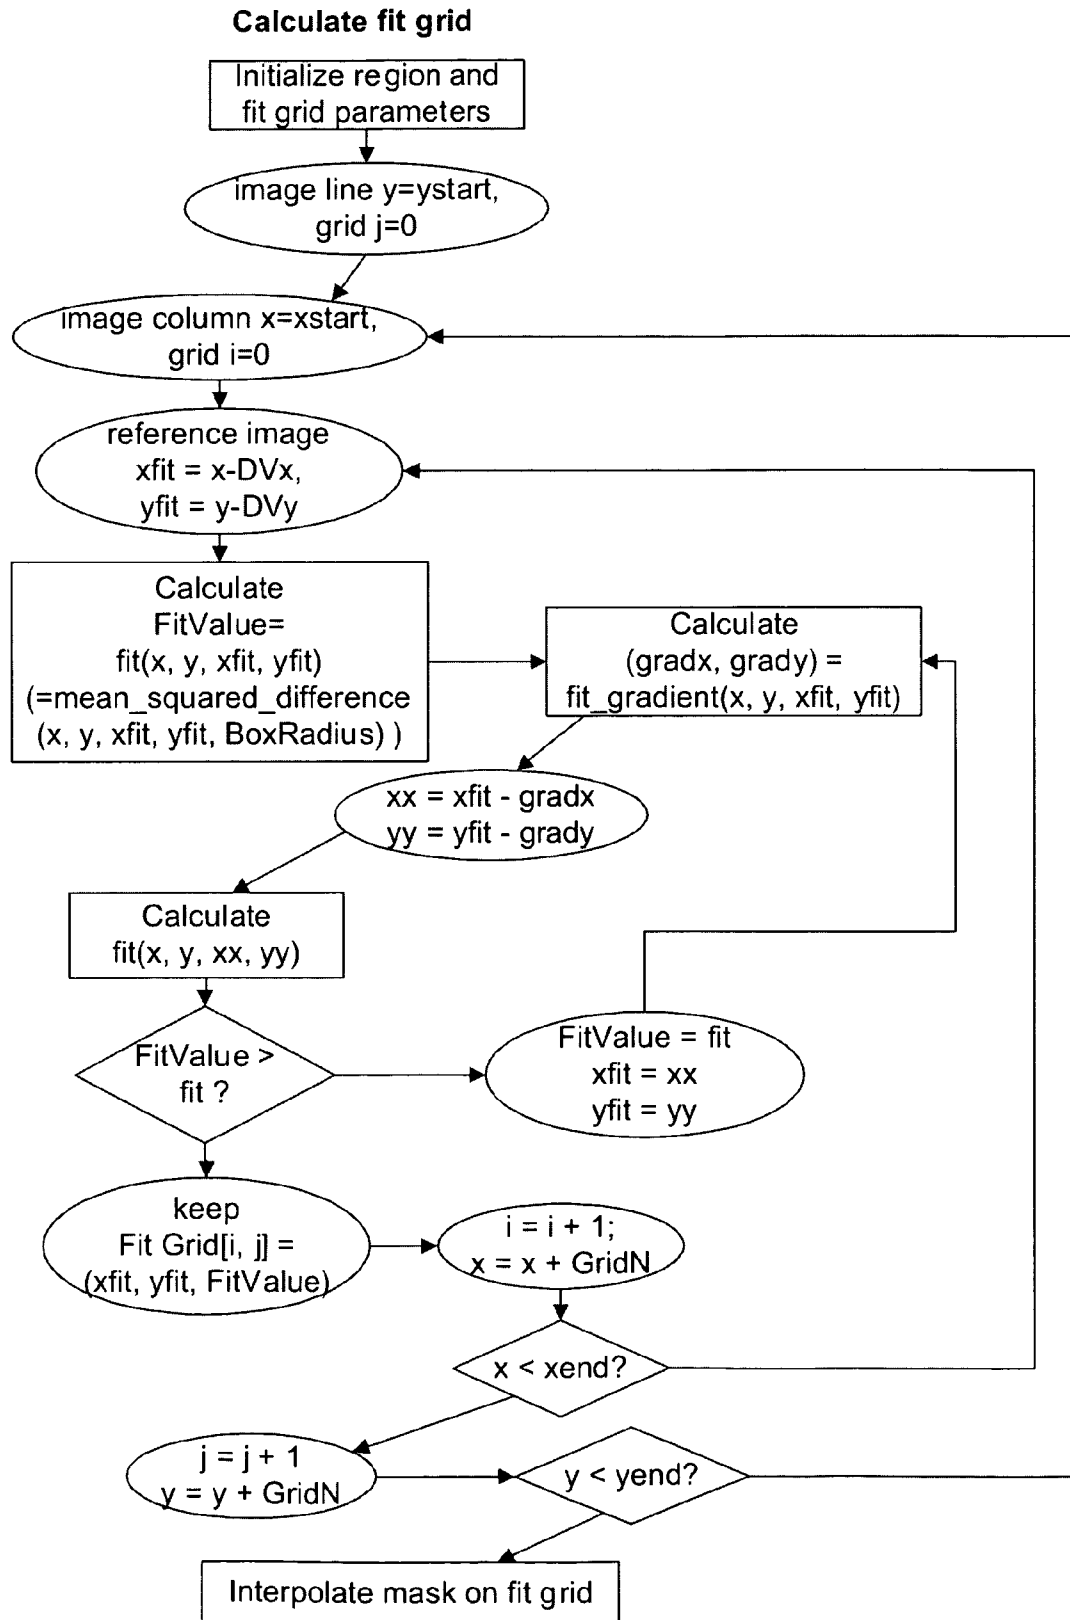 Calculate fit grid
Initialize region and
fit grid parameters
image line y=ystart,
grid j=0
image column x=xstart,
grid i=0
reference image
xfit = x-DVx,
yfit = y-DVy
Calculate
FitValue=
fit(x, y, xfit, yfit)
(=mean_squared_difference
(x, y, xfit, yfit, BoxRadius) )
Calculate
(gradx, grady) =
fit_gradient(x, y, xfit, yfit)
xx = xfit - gradx
yy = yfit - grady
Calculate
fit(x, y, xx, yy)
FitValue >
fit ?
FitValue = fit
xfit = xx
yfit = yy
keep
Fit Grid[i, j] =
(xfit, yfit, FitValue)
i = i + 1;
x = x + GridN
x < xend?
j = j + 1
y = y + GridN
y < yend?
Interpolate mask on fit grid